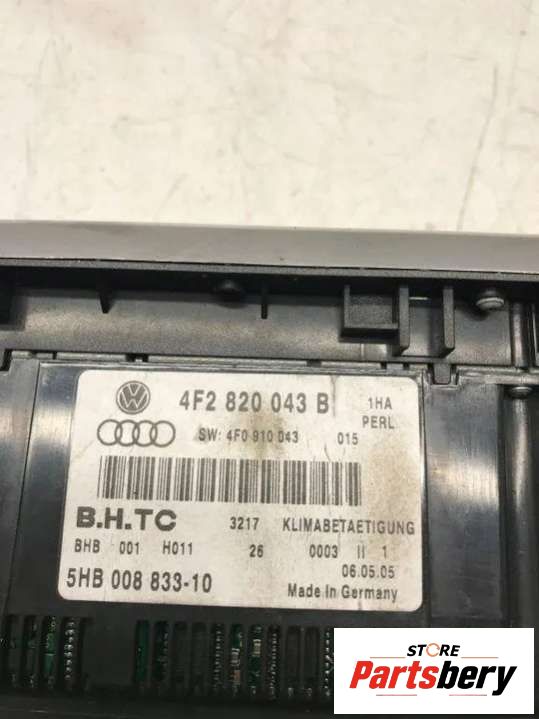 4F2 820 043 B 1HA
PERL
SW: 4F0 910 043 015
B.H.TC 3217 KLIMABETAETIGUNG
BHB 001 H011 26 0003 II 1
06.05.05
5HB 008 833-10 Made in Germany
STORE
Partsbery